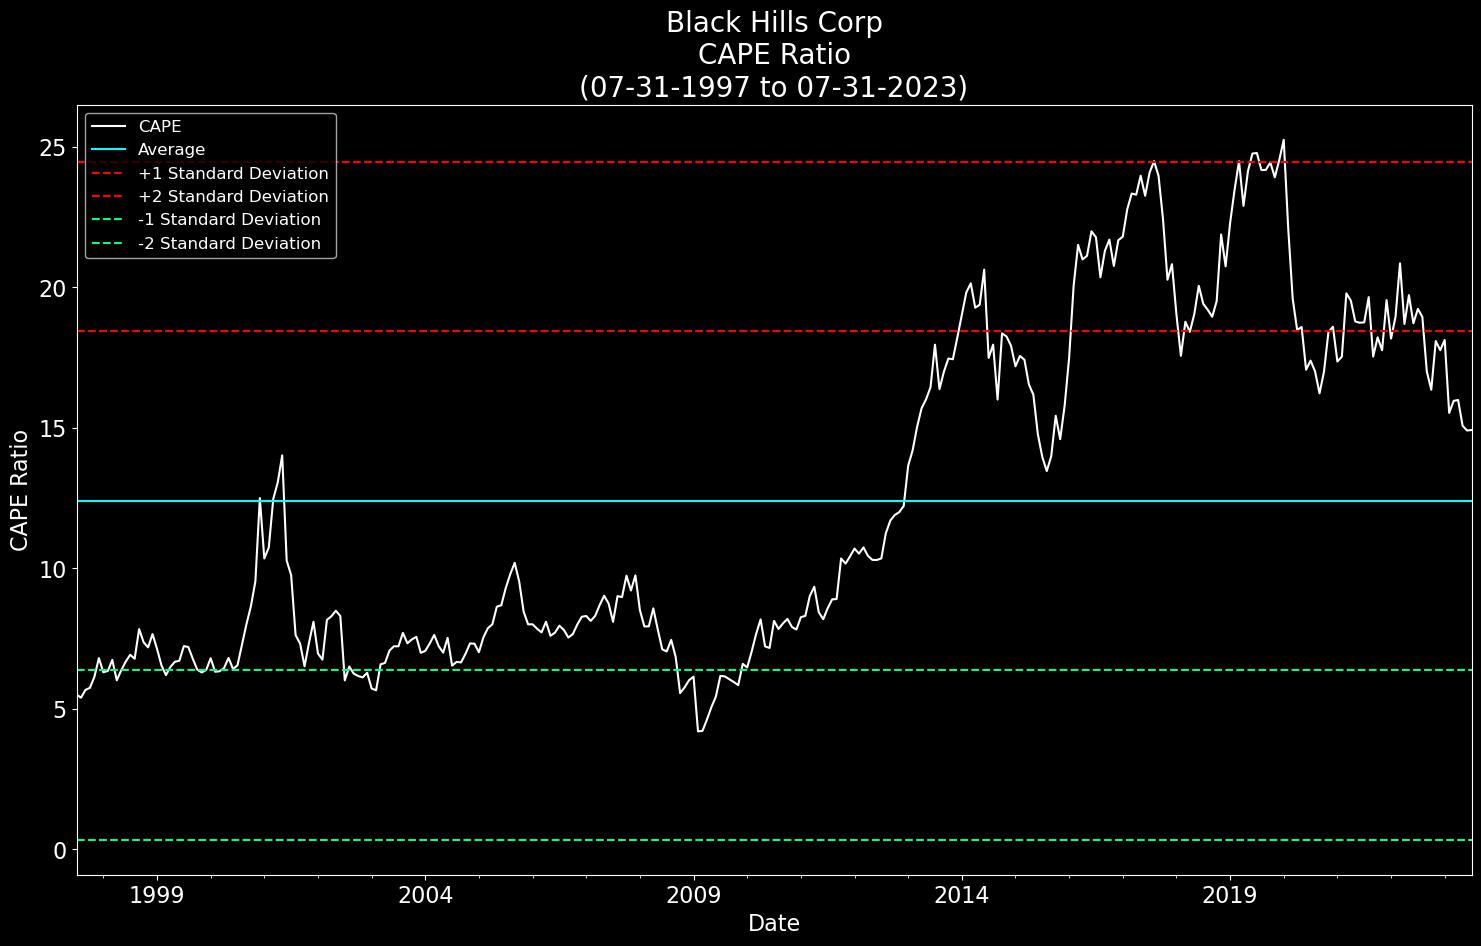 Black Hills Corp
CAPE Ratio
(07-31-1997 to 07-31-2023)
CAPE
Average
+1 Standard Deviation
+2 Standard Deviation
-1 Standard Deviation
-2 Standard Deviation
25
20
15
10
5
0
CAPE Ratio
1999 2004 2009 2014 2019
Date